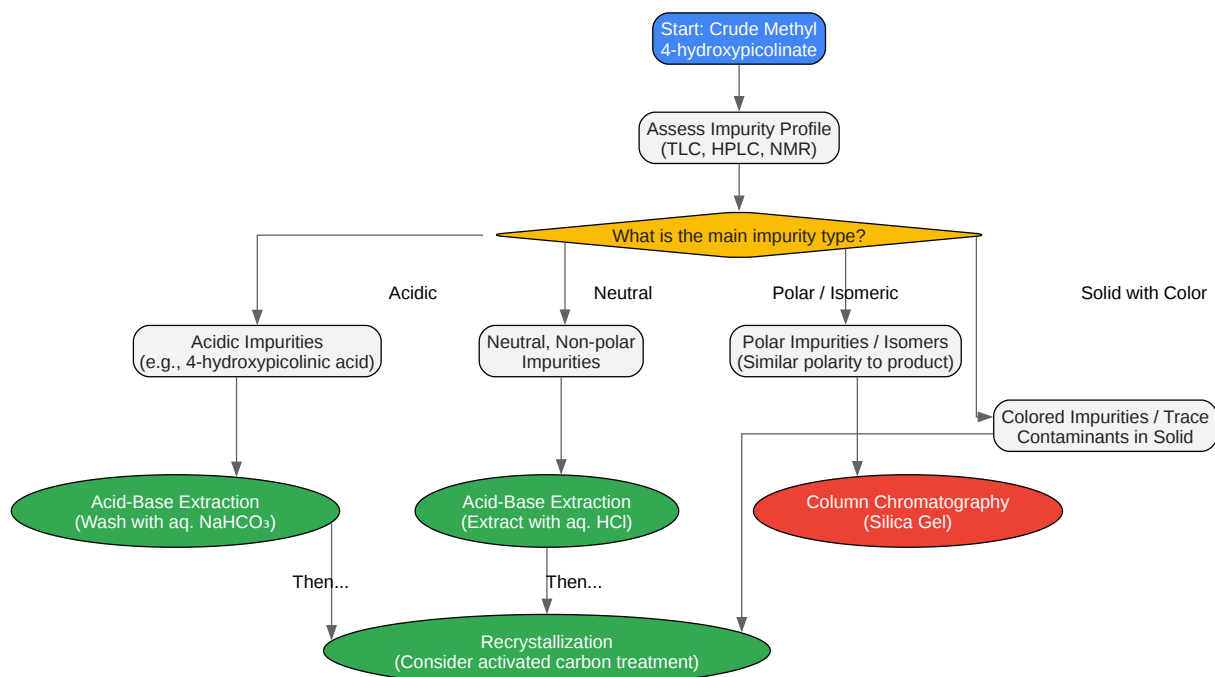 Start: Crude Methyl
4-hydroxypicolinate
Assess Impurity Profile
(TLC, HPLC, NMR)
What is the main impurity type?
Acidic
Neutral
Polar / Isomeric
Solid with Color
Acidic Impurities
(e.g., 4-hydroxypicolinic acid)
Neutral, Non-polar
Impurities
Polar Impurities / Isomers
(Similar polarity to product)
Colored Impurities / Trace
Contaminants in Solid
Acid-Base Extraction
(Wash with aq. NaHCO₃)
Acid-Base Extraction
(Extract with aq. HCl)
Column Chromatography
(Silica Gel)
Then...
Then...
Recrystallization
(Consider activated carbon treatment)